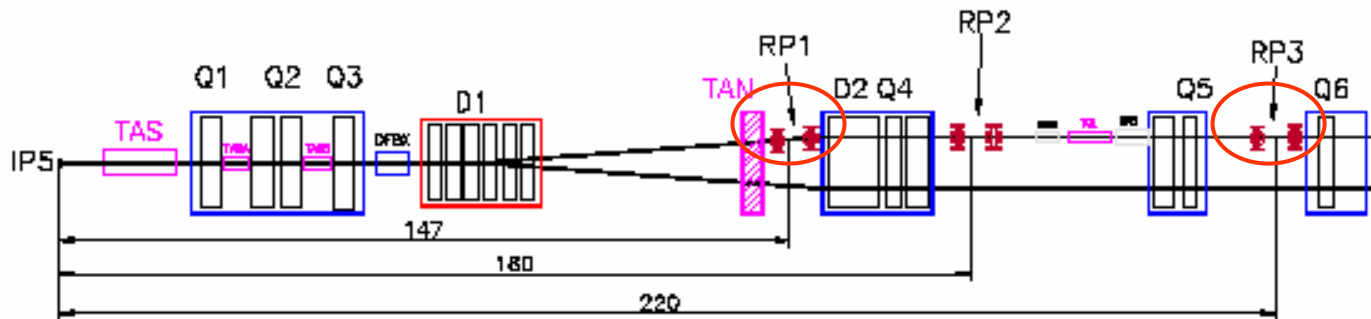 RP2
RP1
RP3
Q1 Q2 Q3
D1
TAN
D2 Q4
Q5
Q6
TAS
DFBX
IP5
147
180
220